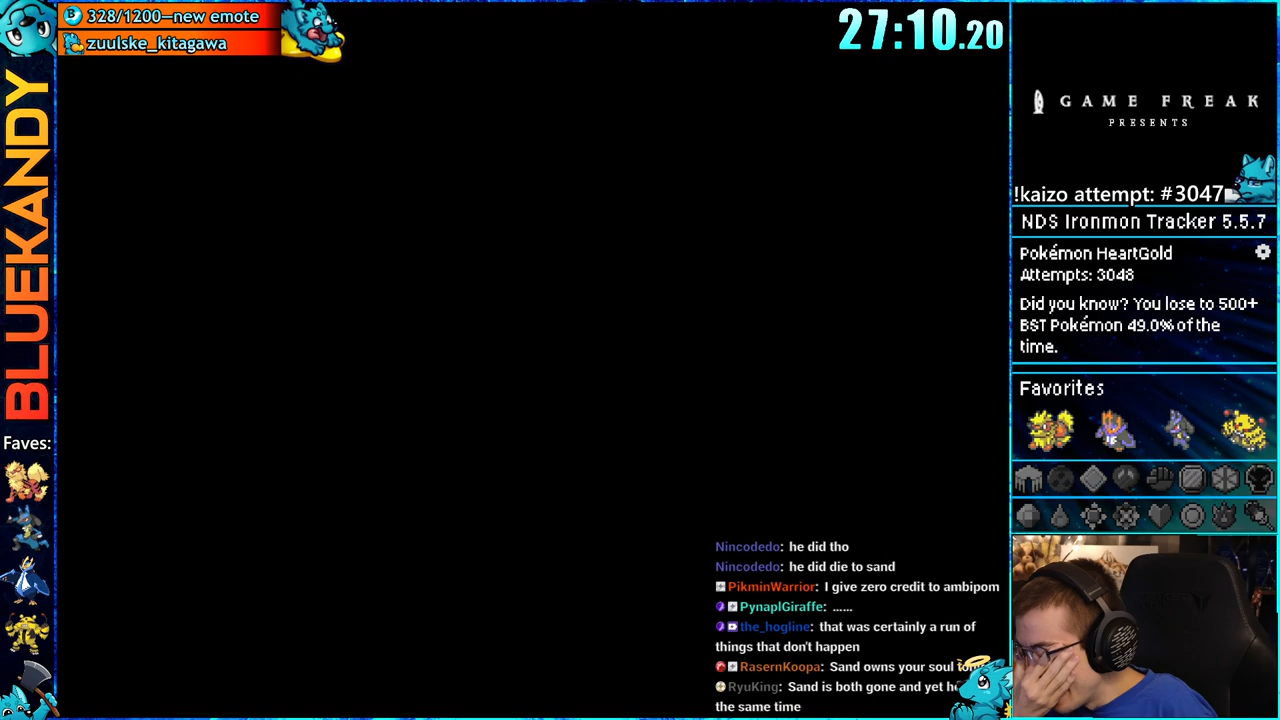 328/1200—new emote
zuulske_kitagawa
BLUEKANDY
Faves:
27:10.20
GAME FREAK
PRESENTS
!kaizo attempt: #3047
NDS Ironmon Tracker 5.5.7
Pokémon HeartGold
Attempts: 3048
Did you know? You lose to 500+
BST Pokémon 49.0% of the
time.
Favorites
Nincodedo: he did tho
Nincodedo: he did die to sand
PikminWarrior: I give zero credit to ambipom
PynaplGiraffe: ......
the_hogline: that was certainly a run of
things that don't happen
RasernKoopa: Sand owns your soul
RyuKing: Sand is both gone and yet
the same time